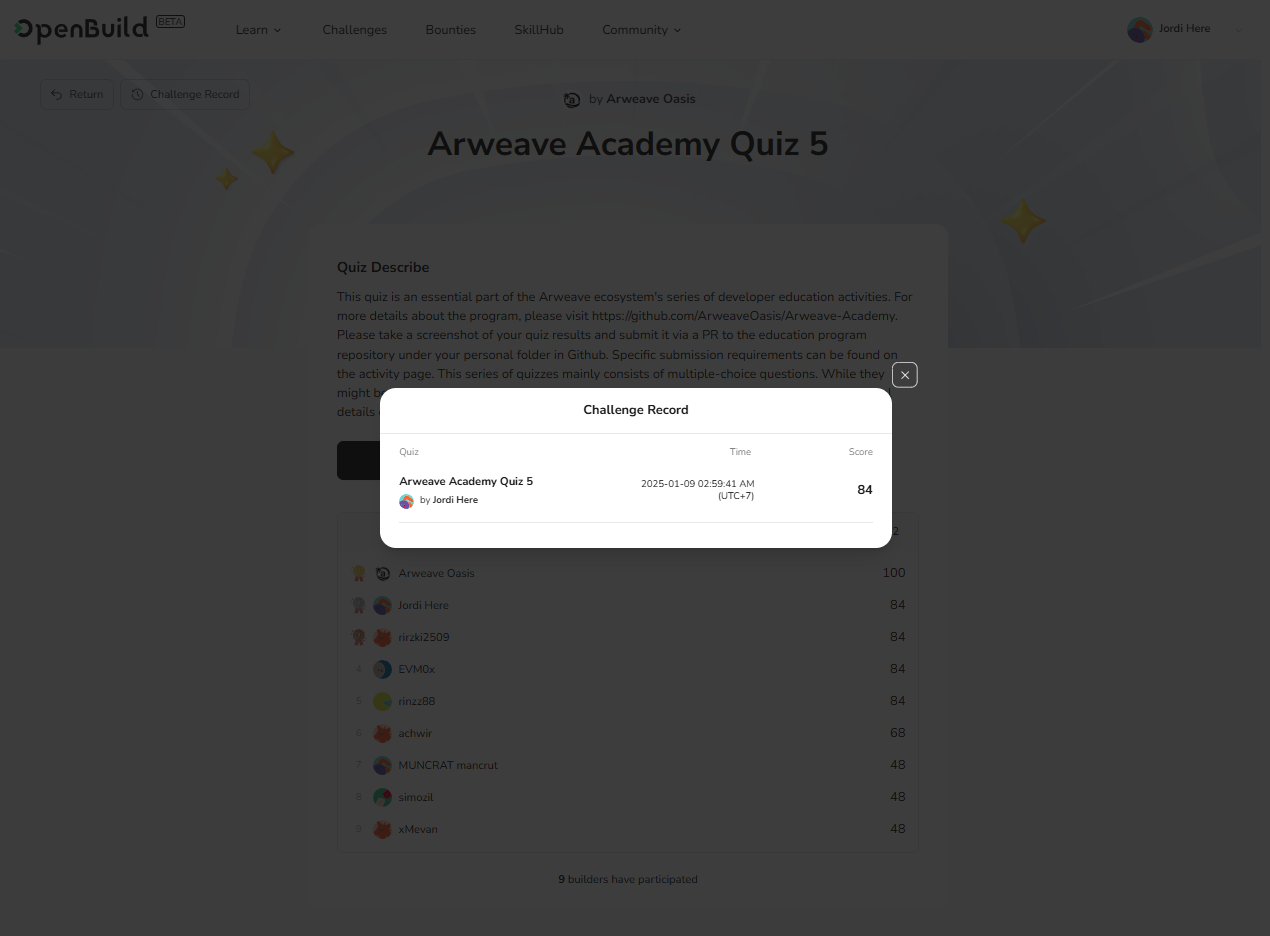 OpenBuild BETA
Learn Challenges Bounties SkillHub Community Jordi Here
Return Challenge Record
by Arweave Oasis
Arweave Academy Quiz 5
Quiz Describe
This quiz is an essential part of the Arweave ecosystem's series of developer education activities. For
more details about the program, please visit https://github.com/ArweaveOasis/Arweave-Academy.
Please take a screenshot of your quiz results and submit it via a PR to the education program
repository under your personal folder in Github. Specific submission requirements can be found on
the activity page. This series of quizzes mainly consists of multiple-choice questions. While they
might
details
Challenge Record
Quiz Time Score
Arweave Academy Quiz 5
by Jordi Here
2025-01-09 02:59:41 AM
(UTC+7)
84
2
Arweave Oasis 100
Jordi Here 84
rirzki2509 84
4 EVM0x 84
5 rinzz88 84
6 achwir 68
7 MUNCRAT mancrut 48
8 simozil 48
9 xMevan 48
9 builders have participated